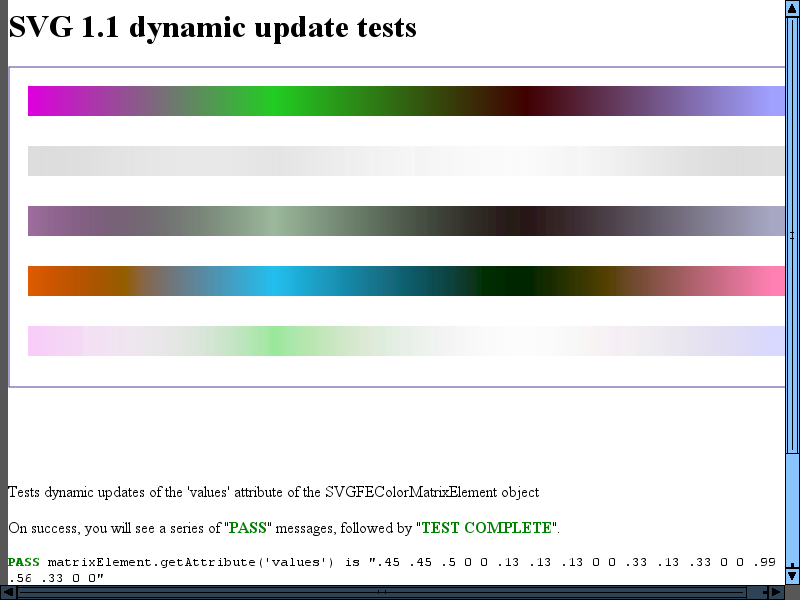 SVG 1.1 dynamic update tests
Tests dynamic updates of the 'values' attribute of the SVGFEColorMatrixElement object
On success, you will see a series of "PASS" messages, followed by "TEST COMPLETE".
PASS matrixElement.getAttribute('values') is ".45 .45 .5 0 0 .13 .13 .13 0 0 .33 .13 .33 0 0 .99
.56 .33 0 0"